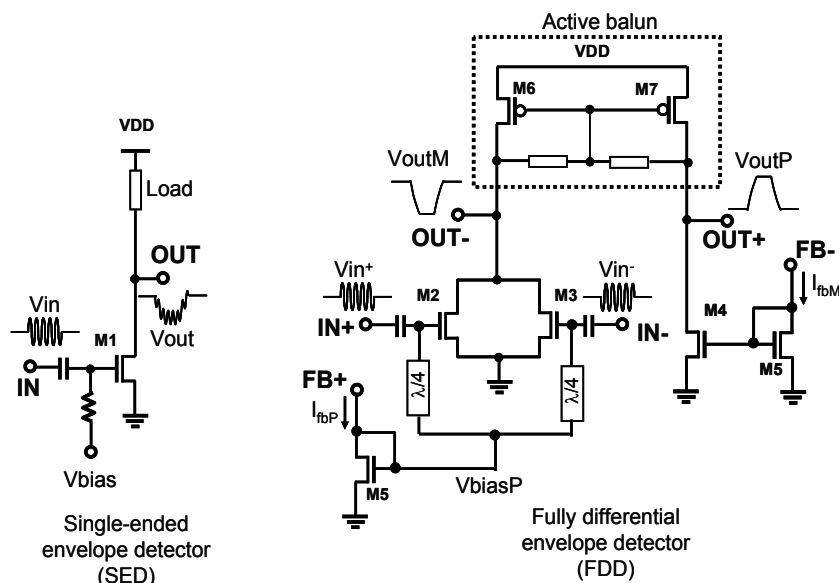 Active balun
VDD
M6
M7
VDD
Load
VoutM
VoutP
OUT
OUT-
OUT+
FB-
IfbM
Vin
Vin+
Vin-
M1
Vout
M2
M3
M4
IN
IN+
IN-
M5
λ/4
λ/4
FB+
IfbP
Vbias
M5
VbiasP
Single-ended
envelope detector
(SED)
Fully differential
envelope detector
(FDD)